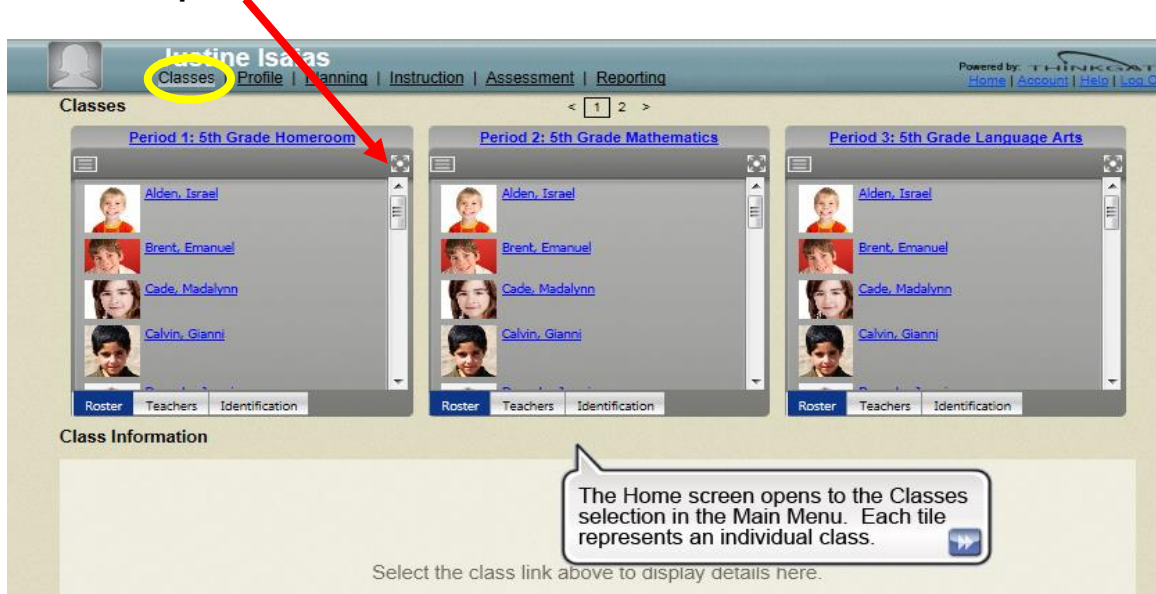 Justine Isaias
Classes | Profile | Planning | Instruction | Assessment | Reporting
Powered by: THINKGAT
Home | Account | Help | Log O
Classes
< 1 2 >
Period 1: 5th Grade Homeroom
Alden, Israel
Brent, Emanuel
Cade, Madalynn
Calvin, Gianni
Roster Teachers Identification
Period 2: 5th Grade Mathematics
Alden, Israel
Brent, Emanuel
Cade, Madalynn
Calvin, Gianni
Roster Teachers Identification
Period 3: 5th Grade Language Arts
Alden, Israel
Brent, Emanuel
Cade, Madalynn
Calvin, Gianni
Roster Teachers Identification
Class Information
The Home screen opens to the Classes
selection in the Main Menu. Each tile
represents an individual class.
Select the class link above to display details here.